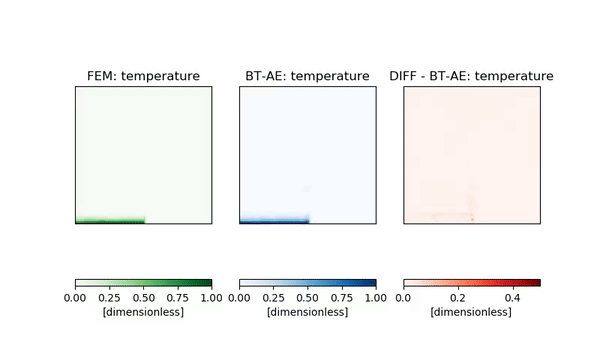 FEM: temperature
BT-AE: temperature
DIFF - BT-AE: temperature
0.00 0.25 0.50 0.75 1.00
[dimensionless]
0.00 0.25 0.50 0.75 1.00
[dimensionless]
0.0 0.2 0.4
[dimensionless]